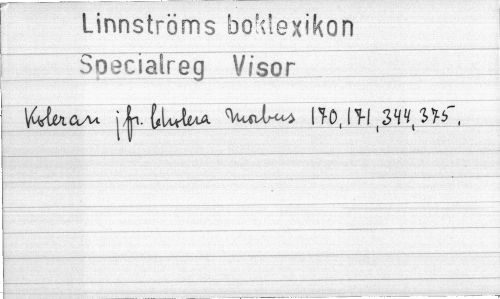 Linnströms boklexikon
Specialreg Visor
Koleran jfr. Cholera Morbus 170, 171, 344, 375.